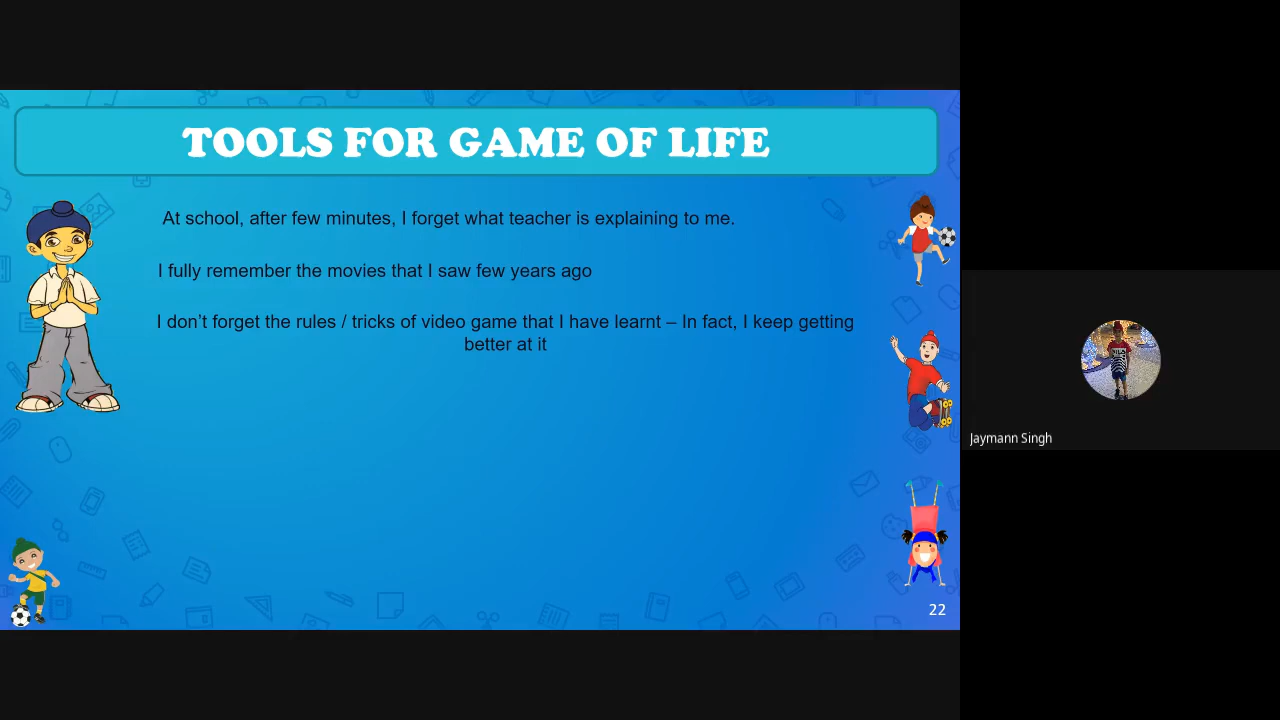 TOOLS FOR GAME OF LIFE
At school, after few minutes, I forget what teacher is explaining to me.
I fully remember the movies that I saw few years ago
I don’t forget the rules / tricks of video game that I have learnt – In fact, I keep getting
better at it
22
Jaymann Singh